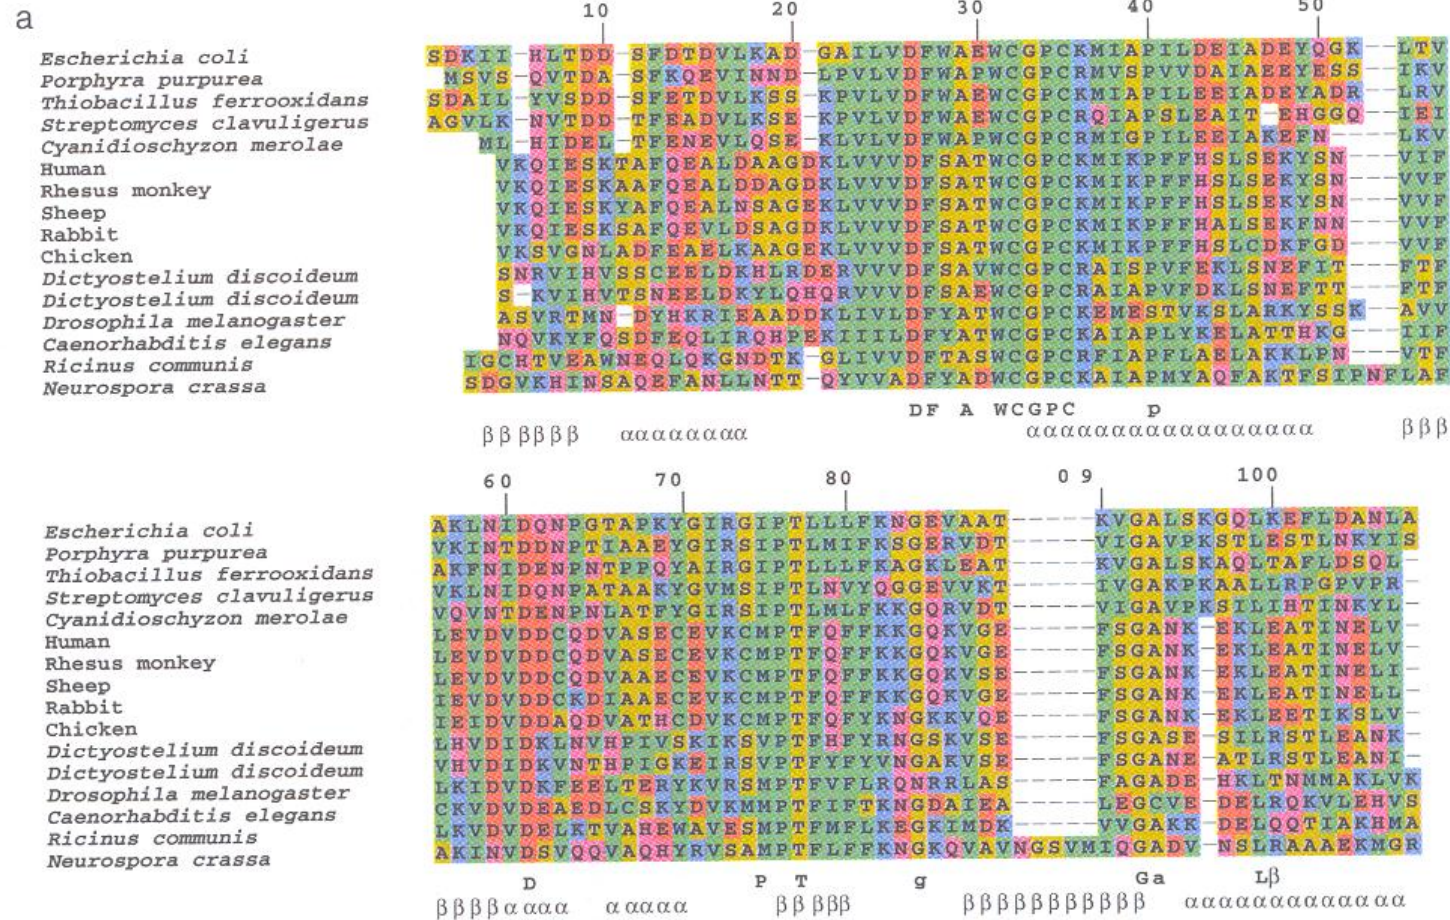 a
10 20 30 40 50
Escherichia coli SDKII-HLTDD-SFDTDVLKAD-GAILVDFWAEWCGPCKMIAPILDEIADEYQGK---LTV
Porphyra purpurea MSVS-QVTDA-SFKQEVINND-LPVLVDFWAPWCGPCRMVSPVVDAIAEEYESS---IKV
Thiobacillus ferrooxidans SDAIL-YVSDD-SFETDVLKSS-KPVLVDFWAEWCGPCKMIAPILEEIADEYADR---LRV
Streptomyces clavuligerus AGVLK-NVTDD-TFEADVLKSE-KPVLVDFWAEWCGPCRQIAPSLEAIT-EHGGQ---IEI
Cyanidioschyzon merolae ML-HIDEL-TFENEVLQSE-KLVLVDFWAPWCGPCRMIGPILEEIAKEFN---LKV
Human VKQIESKTAFQEALDAAGDKLVVVDFSATWCGPCKMIKPFFHSLSEKYSN---VIF
Rhesus monkey VKQIESKAAFQEALDDAGDKLVVVDFSATWCGPCKMIKPFFHSLSEKYSN---VVF
Sheep VKQIESKYAFQEALNSAGEKLVVVDFSATWCGPCKMIKPFFHSLSEKYSN---VVF
Rabbit VKQIESKSAFQEVLDSAGDKLVVVDFSATWCGPCKMIKPFFHALSEKFNN---VVF
Chicken VKSVGNLADFEAELKAAGEKLVVVDFSATWCGPCKMIKPFFHSLCDKFGD---VVF
Dictyostelium discoideum SNRVIHVSSCEELDKHLRDERVVVDFSAVWCGPCRAISPVFEKLSNEFIT---FTF
Dictyostelium discoideum S-KVIHVTSNEELDKYLQHQRVVVDFSAEWCGPCRAIAPVFDKLSNEFTT---FTF
Drosophila melanogaster ASVRTMN-DYHKRIEAADDKLIVLDFYATWCGPCKEMESTVKSLARKYSSK---AVV
Caenorhabditis elegans NQVKYFQSDFEQLIRQHPEKIIILDFYATWCGPCKAIAPLYKELATTHKG---IIF
Ricinus communis IGCHTVEAWNEQLQKGNDTK-GLIVVDFTASWCGPCRFIAPFLAELAKKLPN---VTF
Neurospora crassa SDGVKHINSAQEFANLLNTT-QYVVADFYADWCGPCKAIAPMYAQFAKTFSIPNFLAF
DF A WCGPC p
ββββββ αααααααα ααααααααααααααααα βββ
60 70 80 0 9 100
Escherichia coli AKLNIDQNPGTAPKYGIRGIPTLLLFKNGEVAAT-----KVGALSKGQLKEFLDANLA
Porphyra purpurea VKINTDDNPTIAAEYGIRSIPTLMIFKSGERVDT-----VIGAVPKSTLESTLNKYIS
Thiobacillus ferrooxidans AKFNIDENPNTPPQYAIRGIPTLLLFKAGKLEAT-----KVGALSKAQLTAFLDSQL-
Streptomyces clavuligerus VKLNIDQNPATAAKYGVMSIPTLNVYQGGEVVKT-----IVGAKPKAALLRPGPVPR-
Cyanidioschyzon merolae VQVNTDENPNLATFYGIRSIPTLMLFKKGQRVDT-----VIGAVPKSILIHTINKYL-
Human LEVDVDDCQDVASECEVKCMPTFQFFKKGQKVGE-----FSGANK-EKLEATINELV-
Rhesus monkey LEVDVDDCQDVASECEVKCMPTFQFFKKGQKVGE-----FSGANK-EKLEATINELV-
Sheep LEVDVDDCQDVAAECEVKCMPTFQFFKKGQKVSE-----FSGANK-EKLEATINELI-
Rabbit IEVDVDDCKDIAAECEVKCMPTFQFFKKGQKVGE-----FSGANK-EKLEATINELL-
Chicken IEIDVDDAQDVATHCDVKCMPTFQFYKNGKKVQE-----FSGANK-EKLEETIKSLV-
Dictyostelium discoideum LHVDIDKLNVHPIVSKIKSVPTFHFYRNGSKVSE-----FSGASE-SILRSTLEANK-
Dictyostelium discoideum VHVDIDKVNTHPIGKEIRSVPTFYFYVNGAKVSE-----FSGANE-ATLRSTLEANI-
Drosophila melanogaster LKIDVDKFEELTERYKVRSMPTFVFLRQNRRLAS-----FAGADE-HKLTNMMAKLVK
Caenorhabditis elegans CKVDVDEAEDLCSKYDVKMMPTFIFTKNGDAIEA-----LEGCVE-DELRQKVLEHVS
Ricinus communis LKVDVDELKTVAHEWAVESMPTFMFLKEGKIMDK-----VVGAKK-DELQQTIAKHMA
Neurospora crassa AKINVDSVQQVAQHYRVSAMPTFLFFKNGKQVAVNGSVMIQGADV-NSLRAAAEKMGR
D P T g Ga Lβ
ββββαααα ααααα βββββ βββββββββββ ααααααααααααα